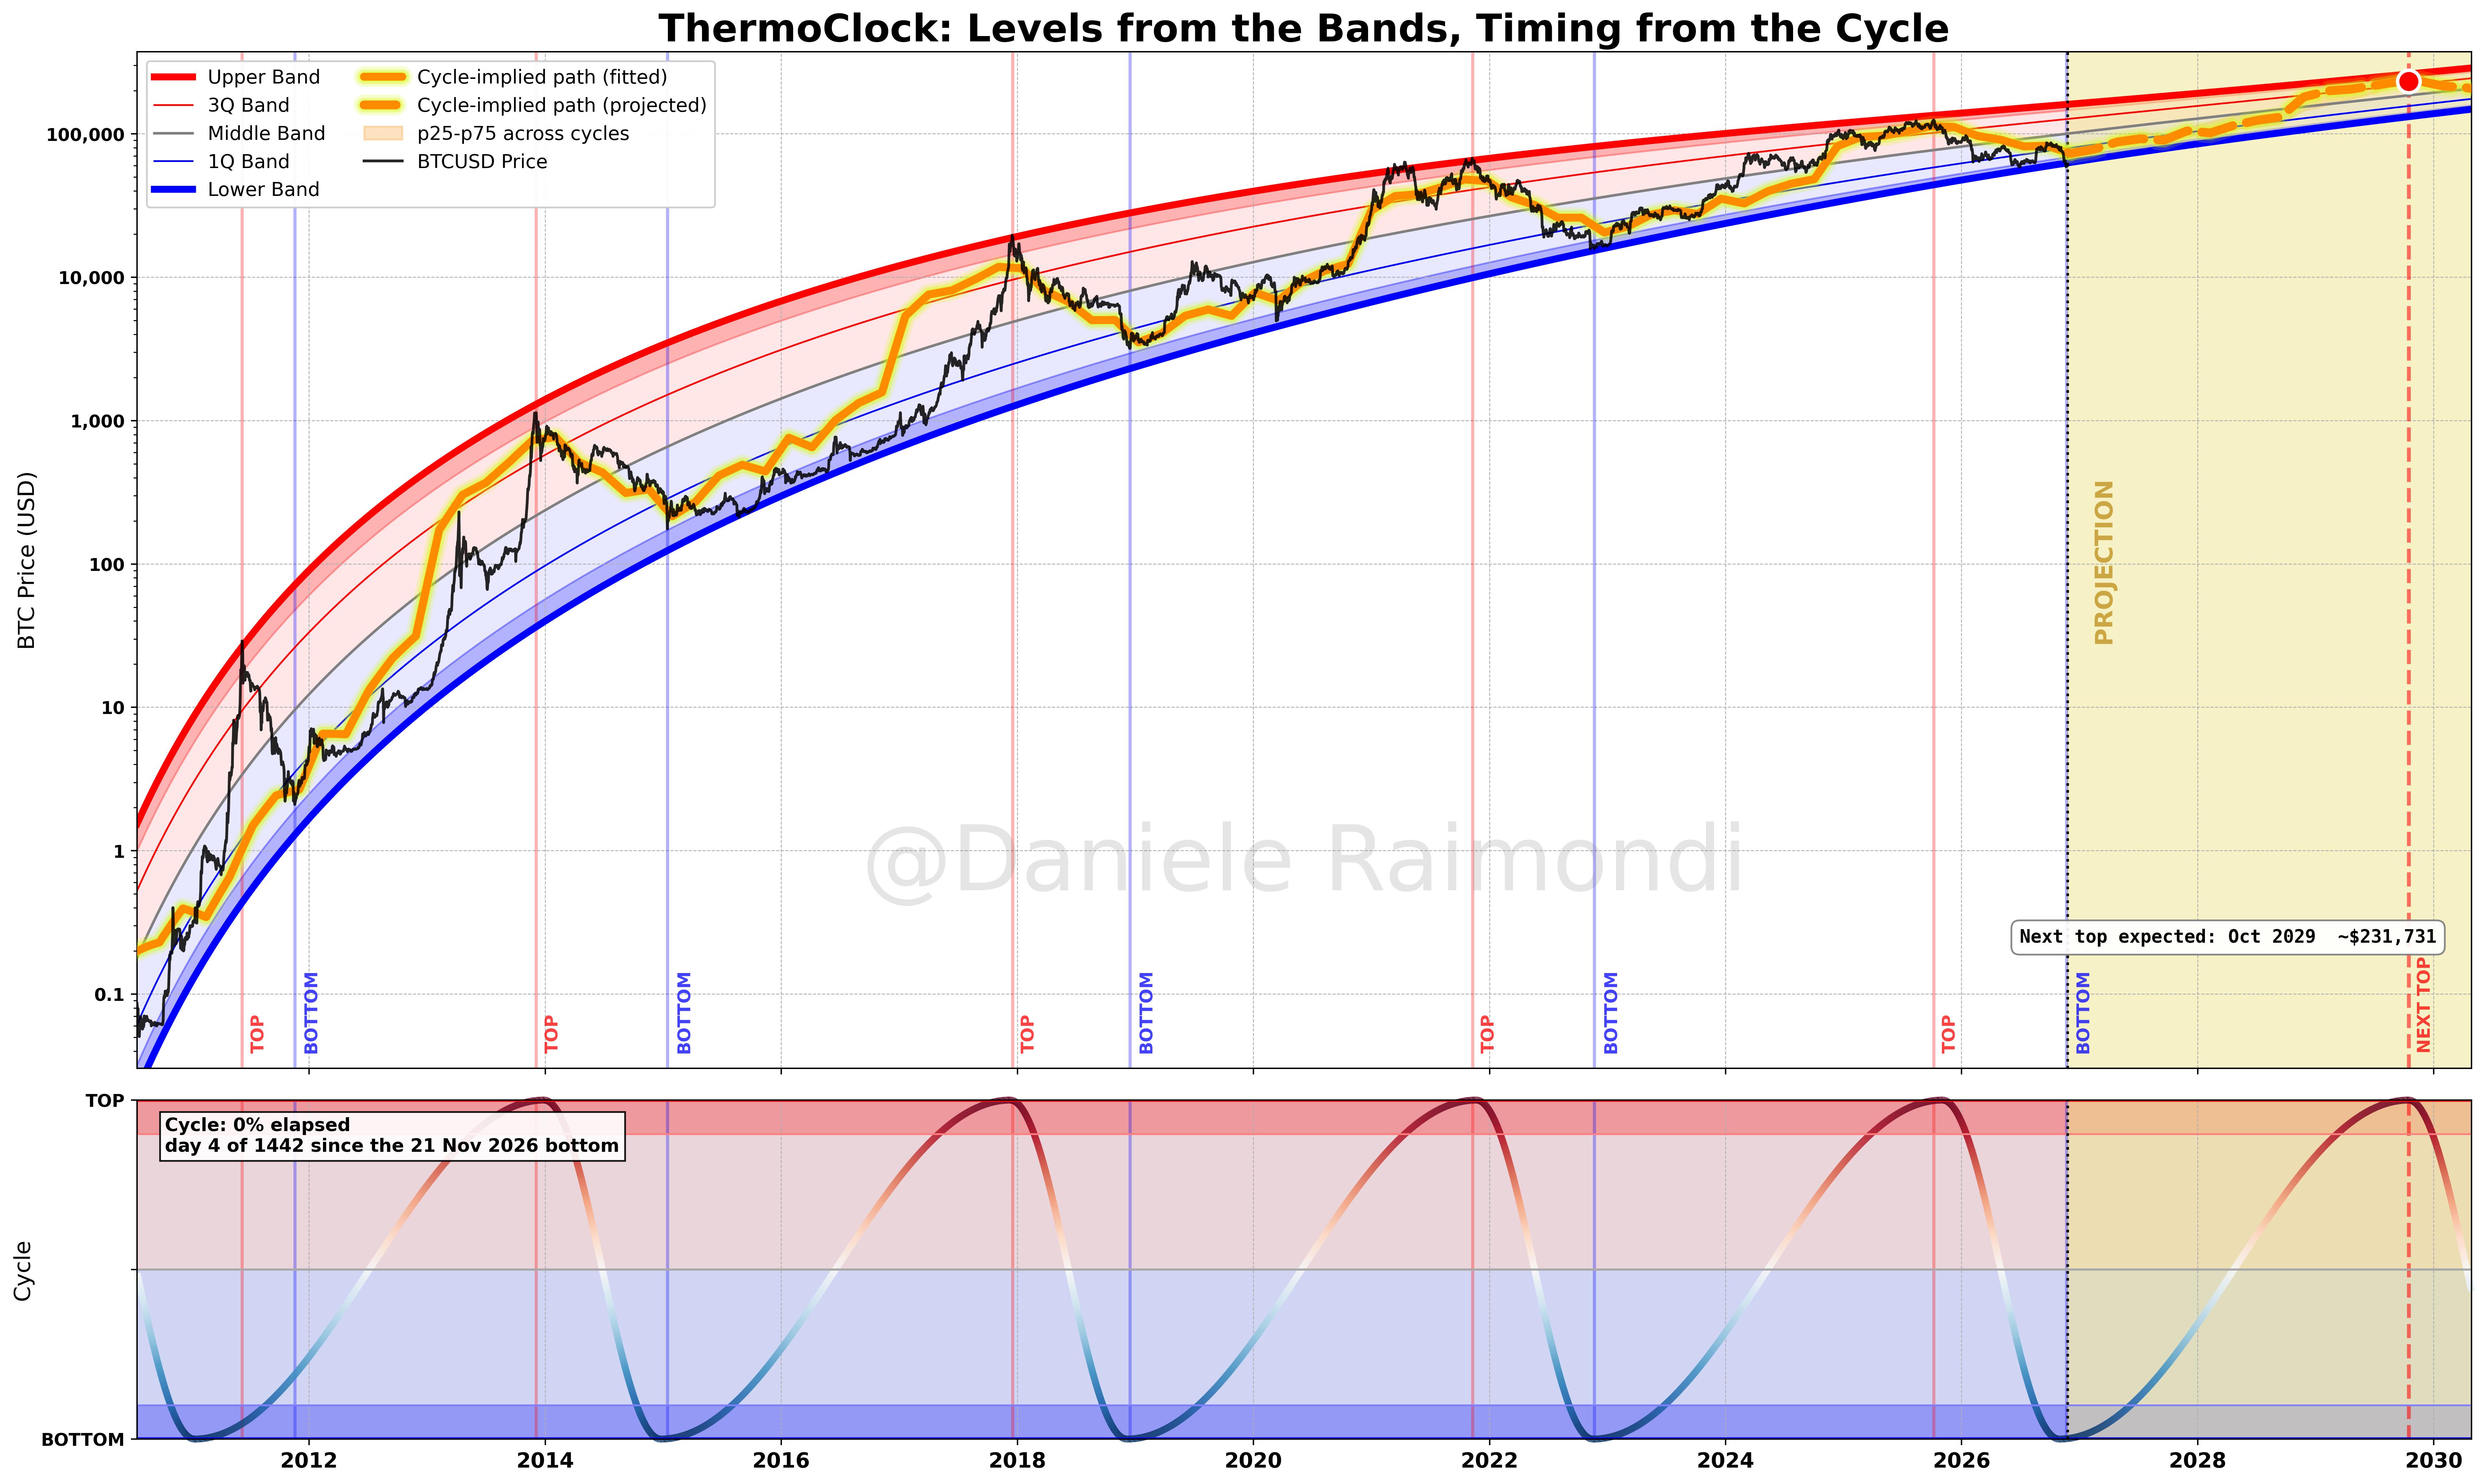 ThermoClock: Levels from the Bands, Timing from the Cycle
Upper Band
3Q Band
Middle Band
1Q Band
Lower Band
Cycle-implied path (fitted)
Cycle-implied path (projected)
p25-p75 across cycles
BTCUSD Price
BTC Price (USD)
100,000
10,000
1,000
100
10
1
0.1
PROJECTION
@Daniele Raimondi
Next top expected: Oct 2029 ~$231,731
TOP
BOTTOM
TOP
BOTTOM
TOP
BOTTOM
TOP
BOTTOM
TOP
BOTTOM
NEXT TOP
TOP
Cycle: 0% elapsed
day 4 of 1442 since the 21 Nov 2026 bottom
Cycle
BOTTOM
2012
2014
2016
2018
2020
2022
2024
2026
2028
2030